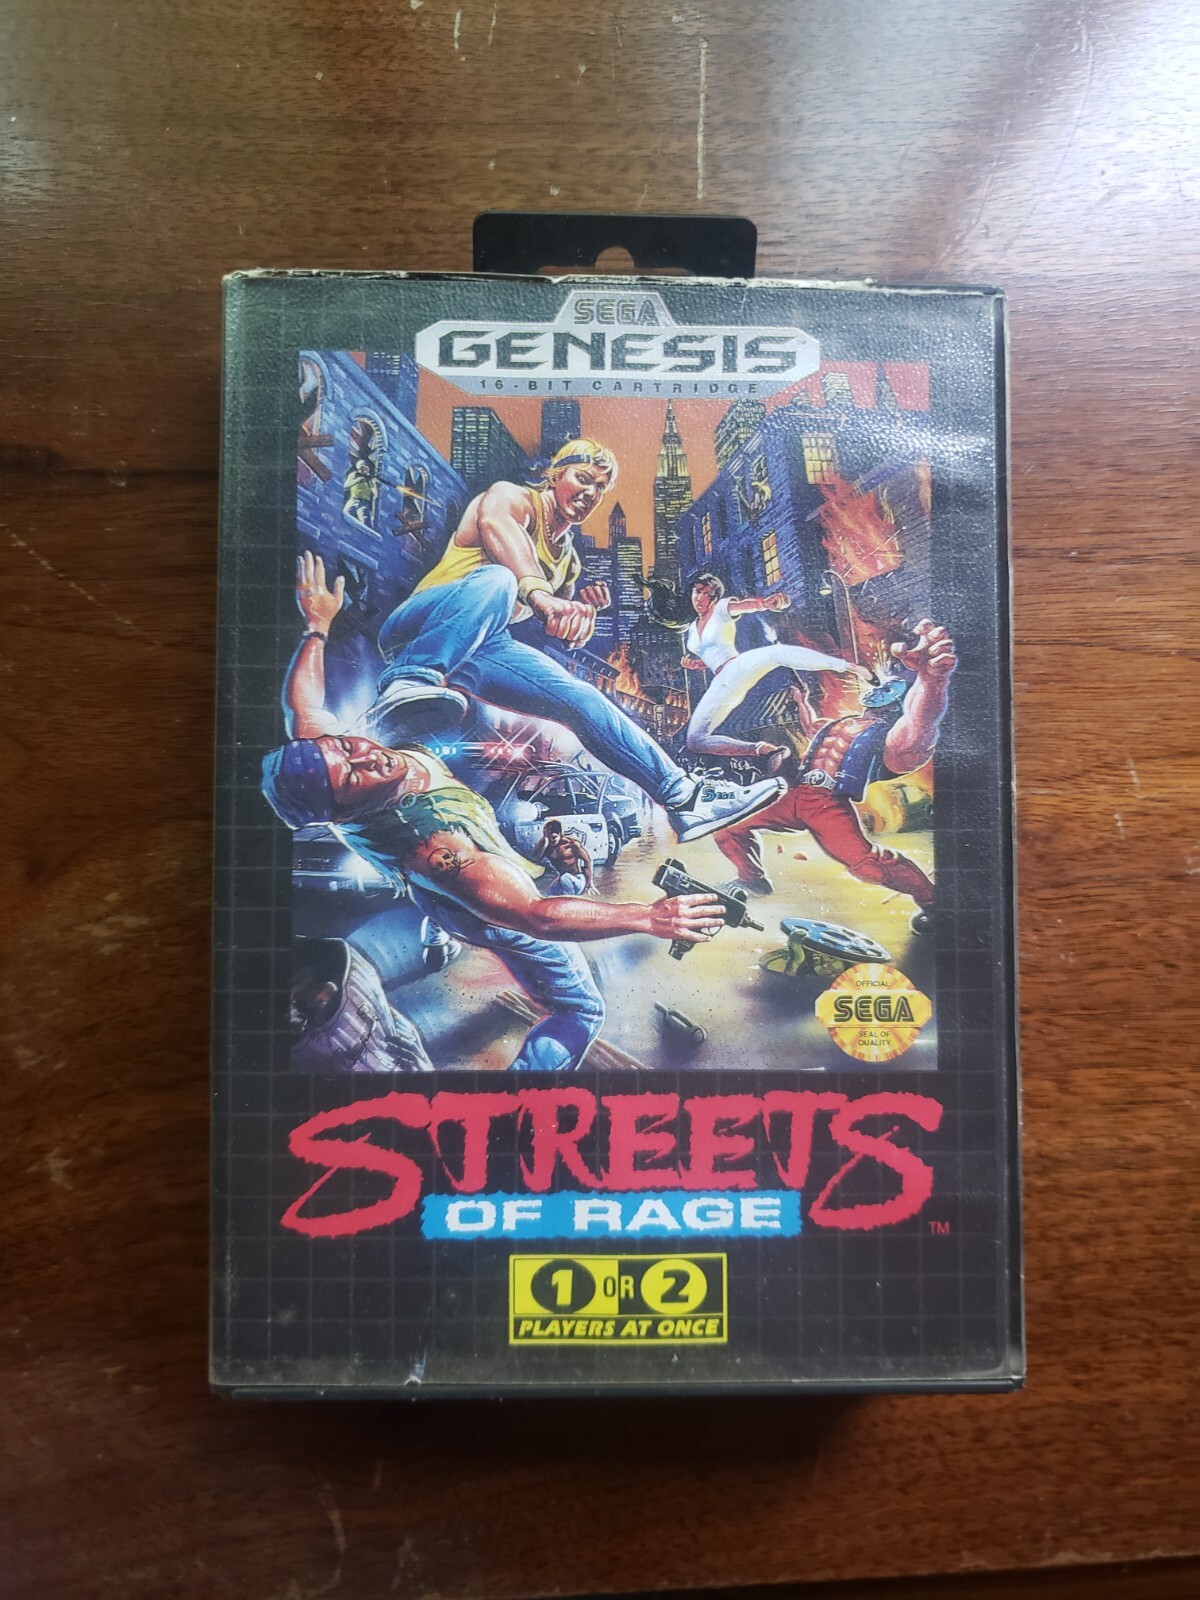 SEGA
GENESIS
16-BIT CARTRIDGE
SEGA
OFFICIAL
SEGA
SEAL OF
QUALITY
STREETS
OF RAGE
TM
1 OR 2
PLAYERS AT ONCE